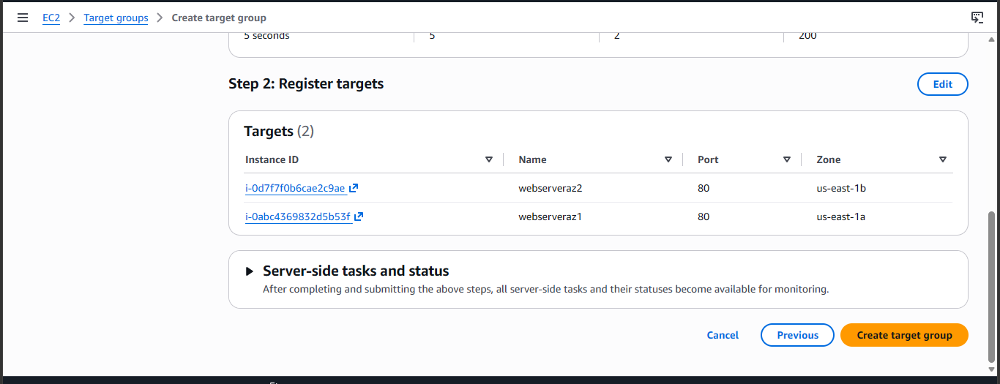 EC2 > Target groups > Create target group
5 seconds 5 2 200
Step 2: Register targets Edit
Targets (2)
Instance ID Name Port Zone
i-0d7f7f0b6cae2c9ae webserveraz2 80 us-east-1b
i-0abc4369832d5b53f webserveraz1 80 us-east-1a
Server-side tasks and status
After completing and submitting the above steps, all server-side tasks and their statuses become available for monitoring.
Cancel Previous Create target group